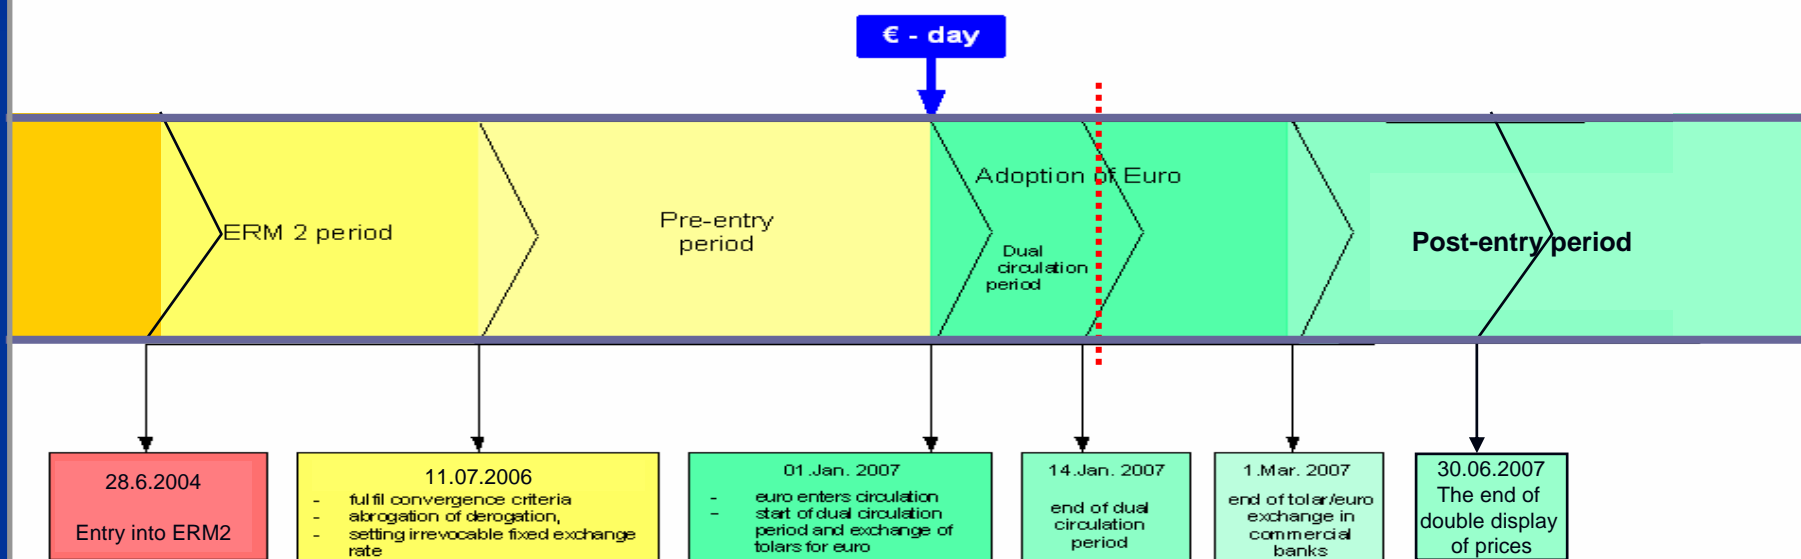 € - day
Adoption of Euro
ERM 2 period
Pre-entry
period
Dual
circulation
period
Post-entry period
28.6.2004
Entry into ERM2
11.07.2006
- fulfil convergence criteria
- abrogation of derogation,
- setting irrevocable fixed exchange
rate
01.Jan. 2007
- euro enters circulation
- start of dual circulation
period and exchange of
tolars for euro
14.Jan. 2007
end of dual
circulation
period
1.Mar. 2007
end of tolar/euro
exchange in
commercial
banks
30.06.2007
The end of
double display
of prices